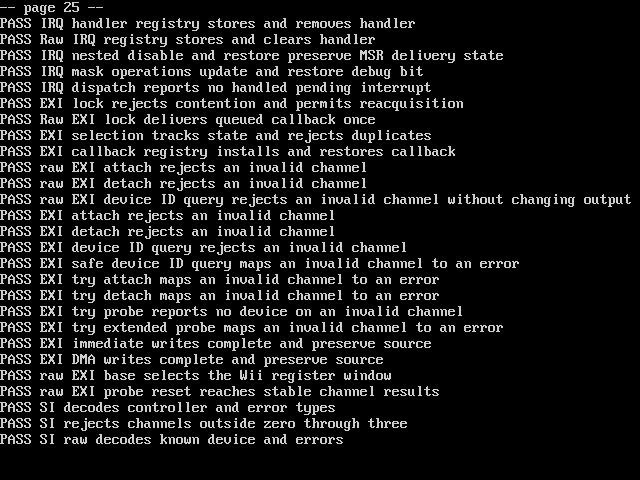 -- page 25 --
PASS IRQ handler registry stores and removes handler
PASS Raw IRQ registry stores and clears handler
PASS IRQ nested disable and restore preserve MSR delivery state
PASS IRQ mask operations update and restore debug bit
PASS IRQ dispatch reports no handled pending interrupt
PASS EXI lock rejects contention and permits reacquisition
PASS Raw EXI lock delivers queued callback once
PASS EXI selection tracks state and rejects duplicates
PASS EXI callback registry installs and restores callback
PASS raw EXI attach rejects an invalid channel
PASS raw EXI detach rejects an invalid channel
PASS raw EXI device ID query rejects an invalid channel without changing output
PASS EXI attach rejects an invalid channel
PASS EXI detach rejects an invalid channel
PASS EXI device ID query rejects an invalid channel
PASS EXI safe device ID query maps an invalid channel to an error
PASS EXI try attach maps an invalid channel to an error
PASS EXI try detach maps an invalid channel to an error
PASS EXI try probe reports no device on an invalid channel
PASS EXI try extended probe maps an invalid channel to an error
PASS EXI immediate writes complete and preserve source
PASS EXI DMA writes complete and preserve source
PASS raw EXI base selects the Wii register window
PASS raw EXI probe reset reaches stable channel results
PASS SI decodes controller and error types
PASS SI rejects channels outside zero through three
PASS SI raw decodes known device and errors